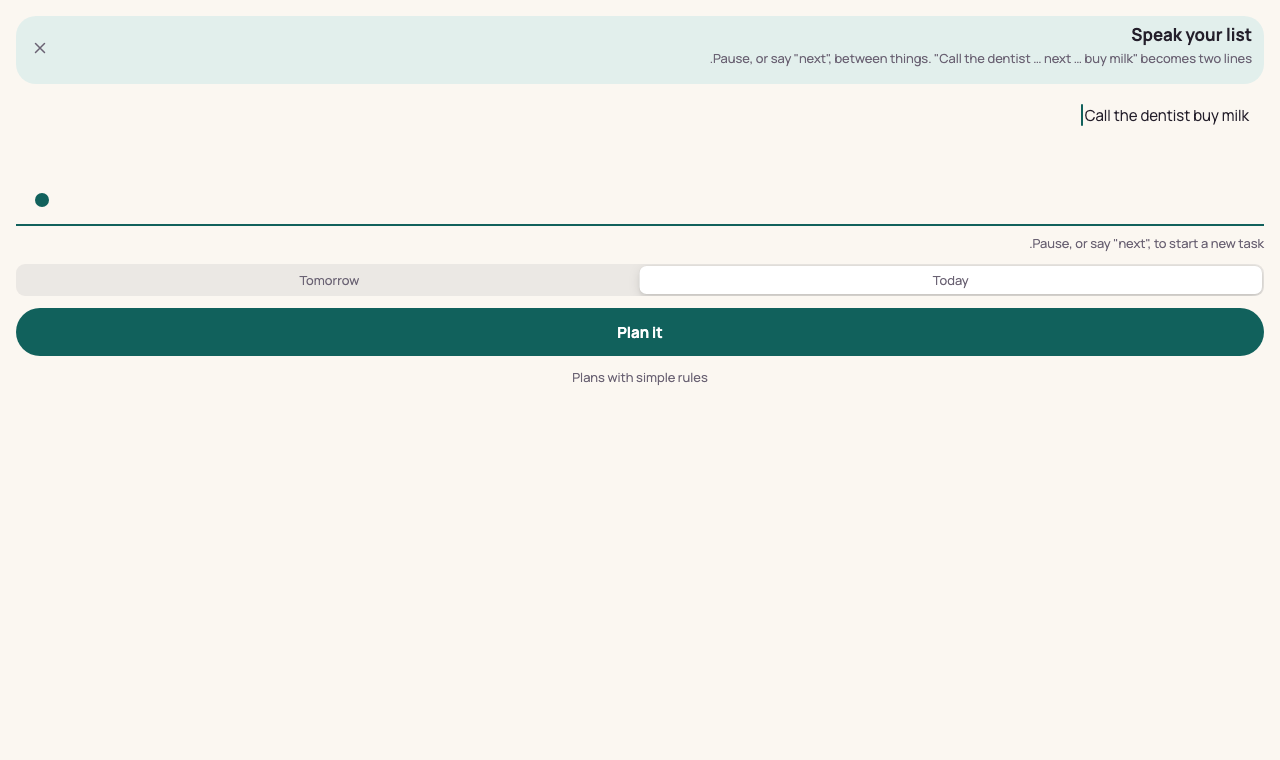 Speak your list
.Pause, or say "next", between things. "Call the dentist … next … buy milk" becomes two lines
Call the dentist buy milk
.Pause, or say "next", to start a new task
Today
Tomorrow
Plan it
Plans with simple rules